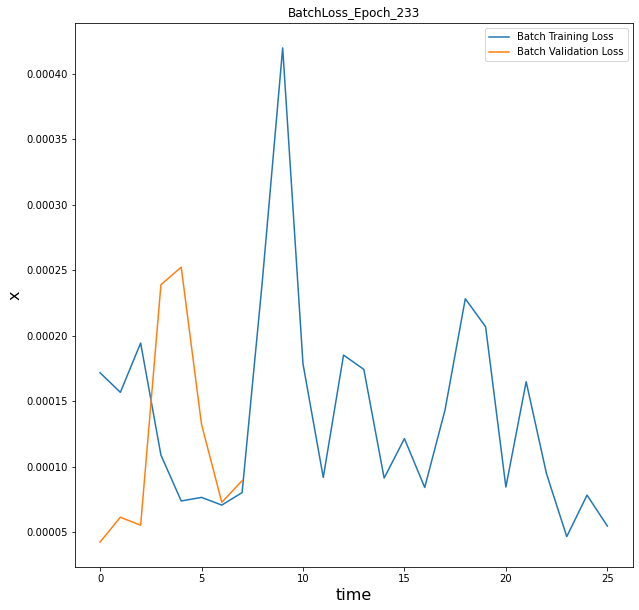 BatchLoss_Epoch_233
Batch Training Loss
Batch Validation Loss
0.00040
0.00035
0.00030
0.00025
0.00020
0.00015
0.00010
0.00005
x
0 5 10 15 20 25
time